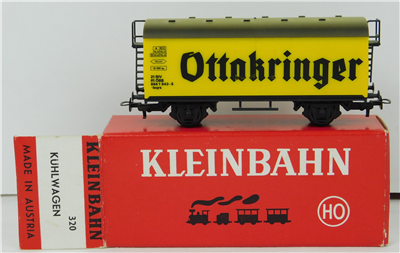 Ottakringer
KLEINBAHN
HO
KLEINBAHN
320
KÜHLWAGEN
MADE IN AUSTRIA